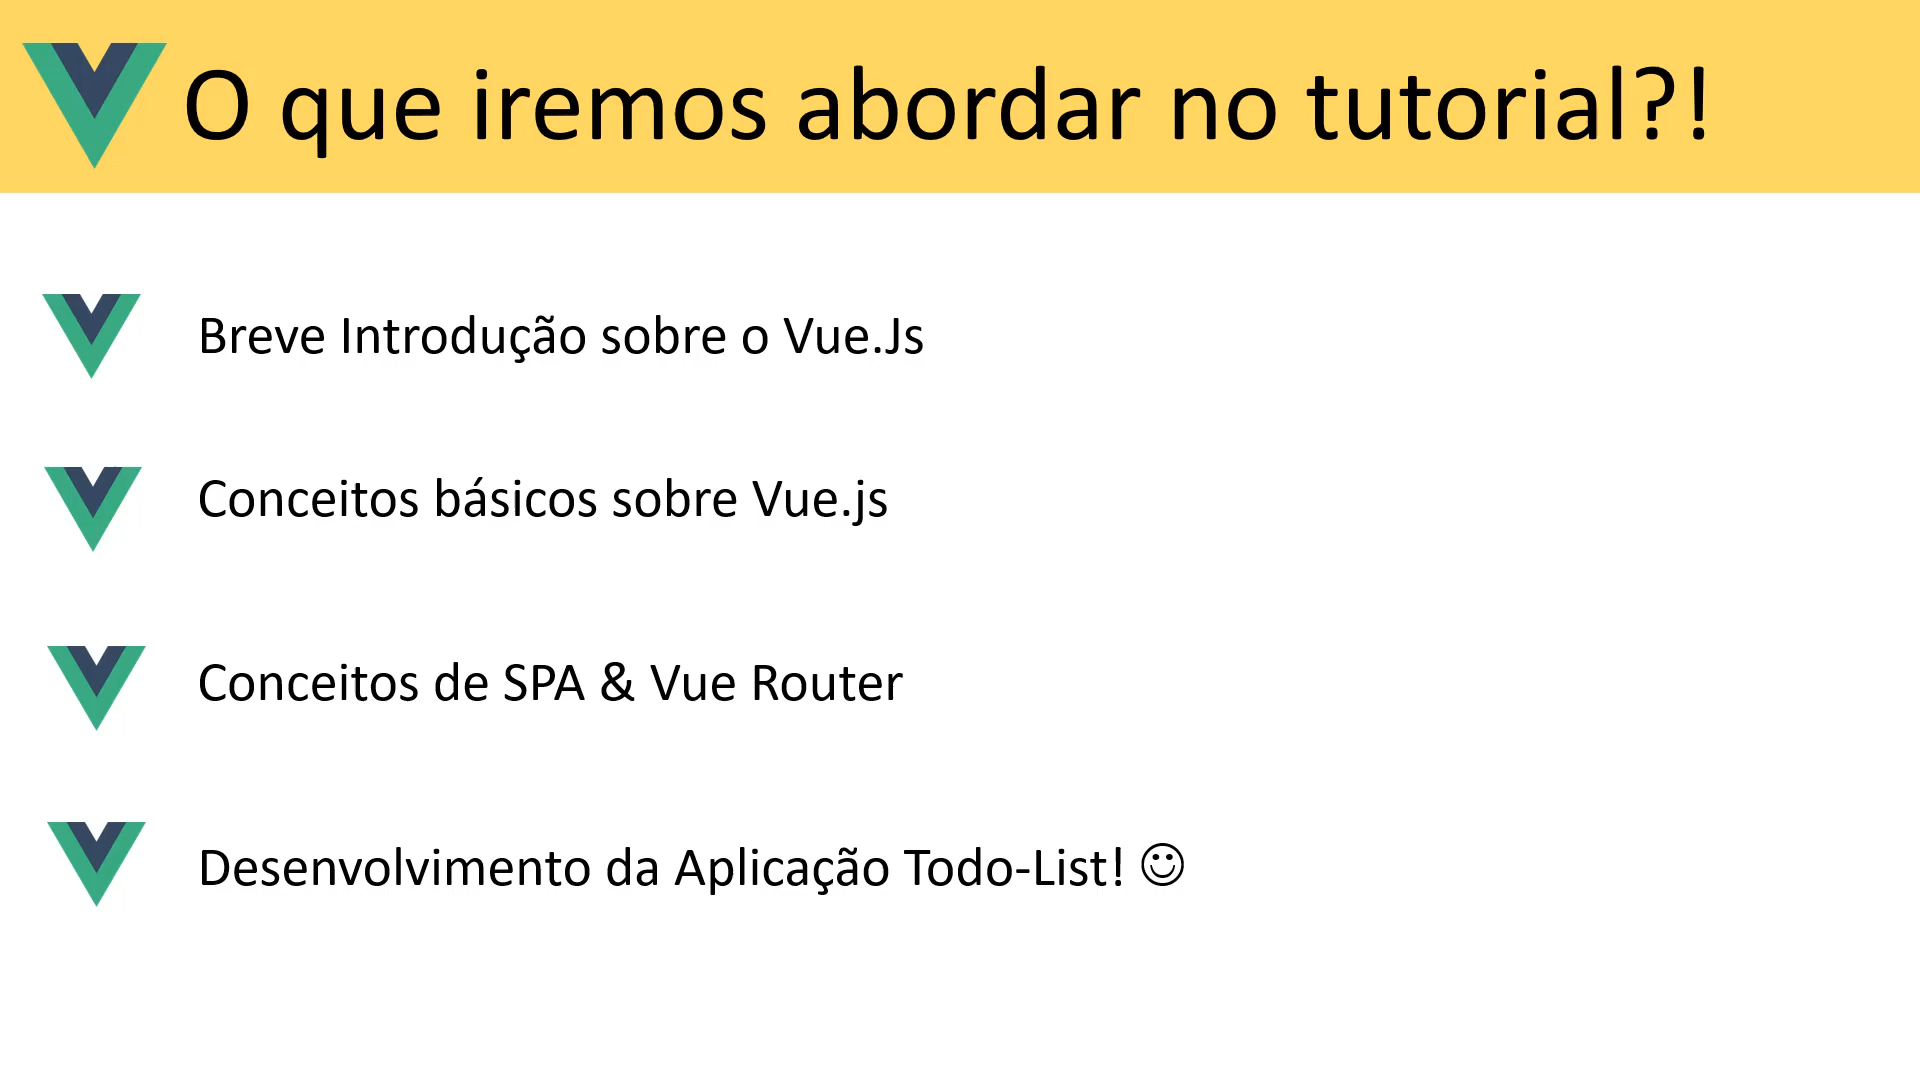 O que iremos abordar no tutorial?!
Breve Introdução sobre o Vue.Js
Conceitos básicos sobre Vue.js
Conceitos de SPA & Vue Router
Desenvolvimento da Aplicação Todo-List! ☺